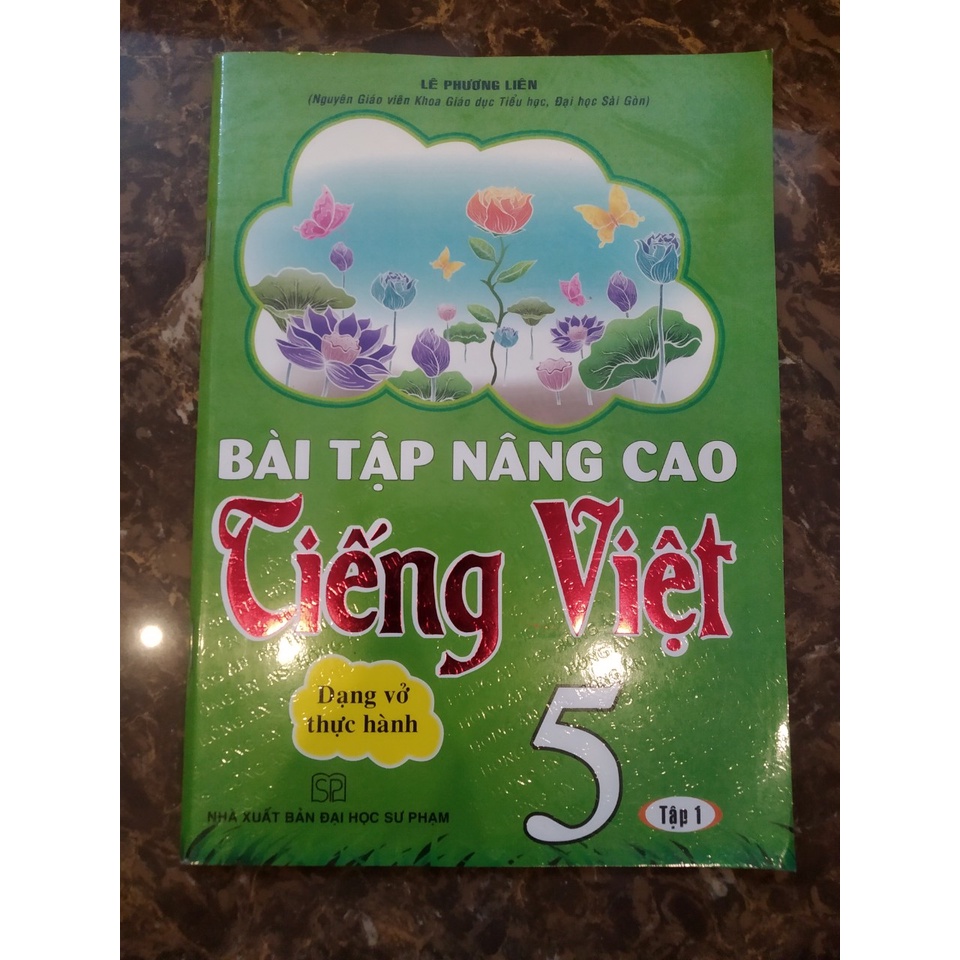 LÊ PHƯƠNG LIÊN
(Nguyên Giáo viên Khoa Giáo dục Tiểu học, Đại học Sài Gòn)
BÀI TẬP NÂNG CAO
Tiếng Việt
5
Dạng vở
thực hành
Tập 1
SP
NHÀ XUẤT BẢN ĐẠI HỌC SƯ PHẠM